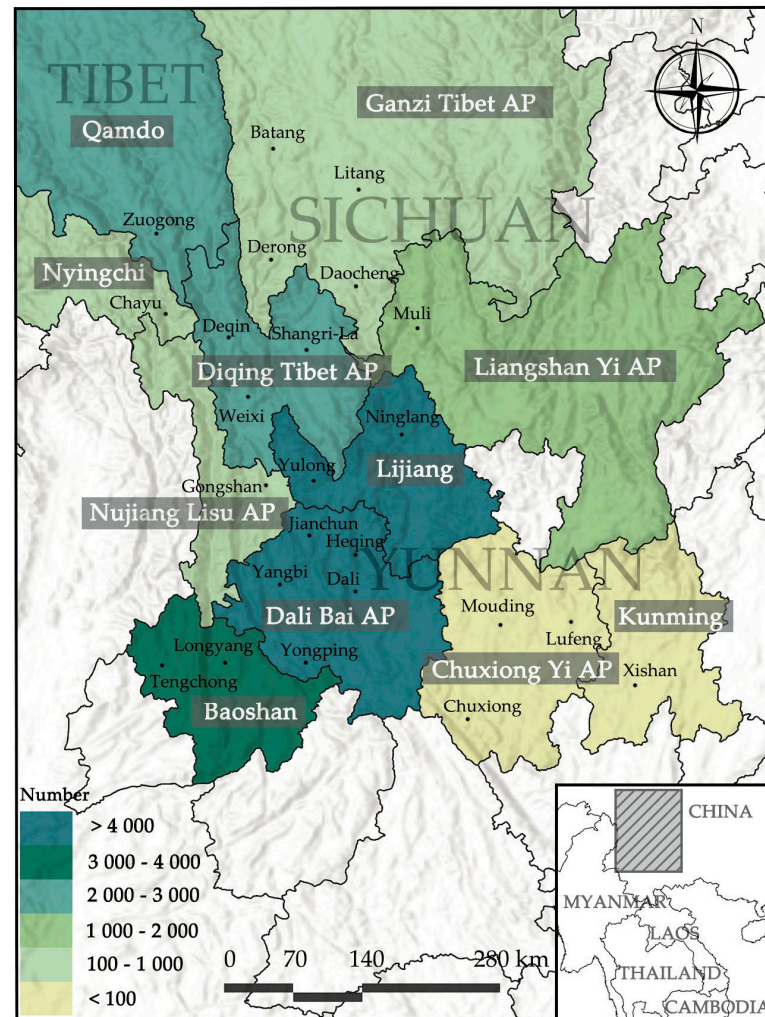 N
TIBET
Ganzi Tibet AP
Qamdo
Batang
Litang
SICHUAN
Zuogong
Derong
Nyingchi
Daocheng
Chayu
Muli
Deqin
Shangri-La
Diqing Tibet AP
Liangshan Yi AP
Weixi
Ninglang
Yulong
Lijiang
Gongshan
Nujiang Lisu AP
Jianchun
Heqing
YUNNAN
Yangbi
Dali
Dali Bai AP
Mouding
Kunming
Lufeng
Longyang
Yongping
Chuxiong Yi AP
Xishan
Tengchong
Baoshan
Chuxiong
Number
> 4 000
3 000 - 4 000
2 000 - 3 000
1 000 - 2 000
100 - 1 000
< 100
0 70 140 280 km
CHINA
MYANMAR
LAOS
THAILAND
CAMBODIA